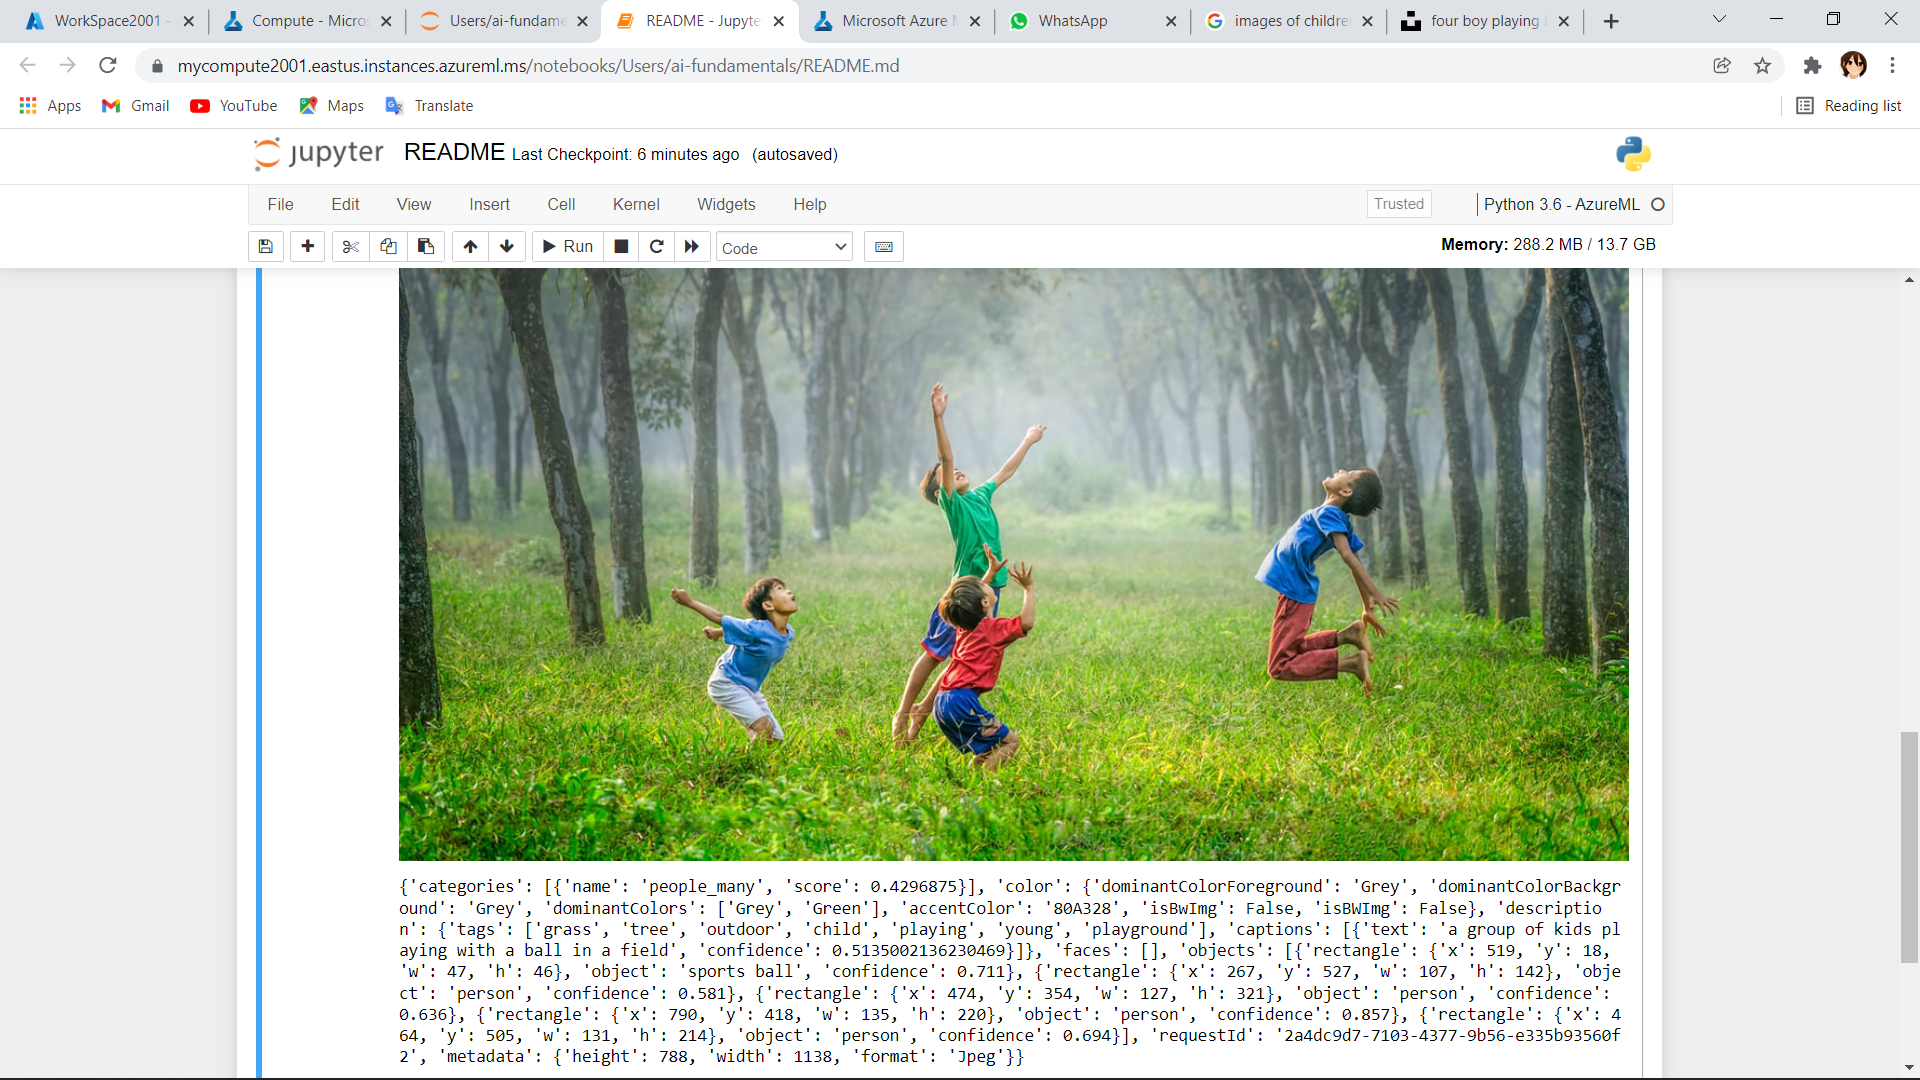 WorkSpace2001 -
Compute - Micros
Users/ai-fundame
README - Jupyte
Microsoft Azure M
WhatsApp
images of childre
four boy playing
mycompute2001.eastus.instances.azureml.ms/notebooks/Users/ai-fundamentals/README.md
Apps
Gmail
YouTube
Maps
Translate
Reading list
jupyter README Last Checkpoint: 6 minutes ago (autosaved)
File Edit View Insert Cell Kernel Widgets Help
Trusted
Python 3.6 - AzureML
Run
Code
Memory: 288.2 MB / 13.7 GB
{'categories': [{'name': 'people_many', 'score': 0.4296875}], 'color': {'dominantColorForeground': 'Grey', 'dominantColorBackgr
ound': 'Grey', 'dominantColors': ['Grey', 'Green'], 'accentColor': '80A328', 'isBwImg': False, 'isBWImg': False}, 'descriptio
n': {'tags': ['grass', 'tree', 'outdoor', 'child', 'playing', 'young', 'playground'], 'captions': [{'text': 'a group of kids pl
aying with a ball in a field', 'confidence': 0.5135002136230469}]}, 'faces': [], 'objects': [{'rectangle': {'x': 519, 'y': 18,
'w': 47, 'h': 46}, 'object': 'sports ball', 'confidence': 0.711}, {'rectangle': {'x': 267, 'y': 527, 'w': 107, 'h': 142}, 'obje
ct': 'person', 'confidence': 0.581}, {'rectangle': {'x': 474, 'y': 354, 'w': 127, 'h': 321}, 'object': 'person', 'confidence':
0.636}, {'rectangle': {'x': 790, 'y': 418, 'w': 135, 'h': 220}, 'object': 'person', 'confidence': 0.857}, {'rectangle': {'x': 4
64, 'y': 505, 'w': 131, 'h': 214}, 'object': 'person', 'confidence': 0.694}], 'requestId': '2a4dc9d7-7103-4377-9b56-e335b93560f
2', 'metadata': {'height': 788, 'width': 1138, 'format': 'Jpeg'}}